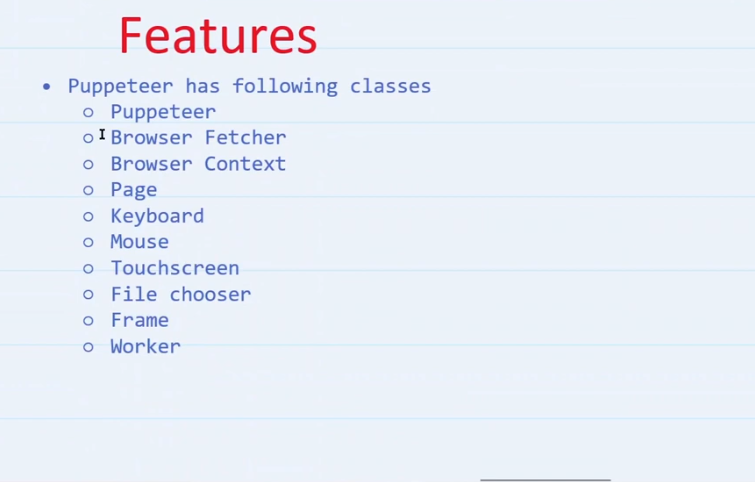 Features
• Puppeteer has following classes
○ Puppeteer
○ Browser Fetcher
○ Browser Context
○ Page
○ Keyboard
○ Mouse
○ Touchscreen
○ File chooser
○ Frame
○ Worker